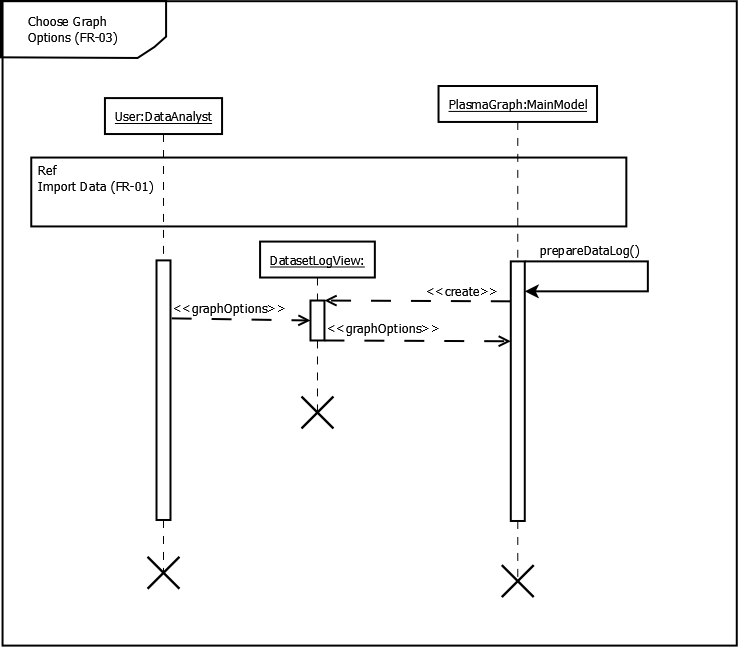 Choose Graph
Options (FR-03)
PlasmaGraph:MainModel
User:DataAnalyst
Ref
Import Data (FR-01)
prepareDataLog()
DatasetLogView:
<<create>>
<<graphOptions>>
<<graphOptions>>